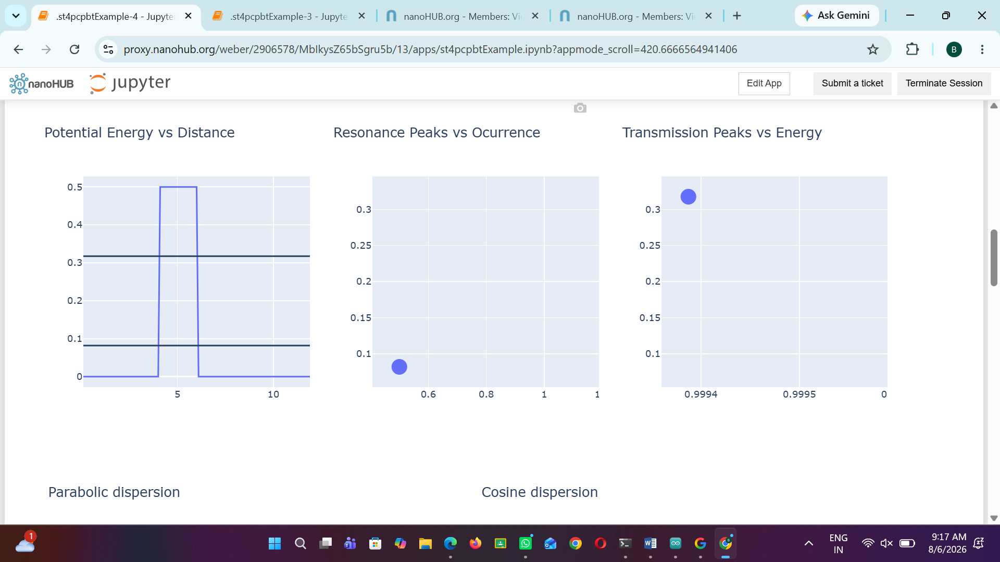 .st4pcpbtExample-4 - Jupyte
.st4pcpbtExample-3 - Jupyte
nanoHUB.org - Members: Vi
nanoHUB.org - Members: Vi
Ask Gemini
proxy.nanohub.org/weber/2906578/MbIkysZ65bSgru5b/13/apps/st4pcpbtExample.ipynb?appmode_scroll=420.6666564941406
B
nanoHUB
jupyter
Edit App
Submit a ticket
Terminate Session
Potential Energy vs Distance
Resonance Peaks vs Ocurrence
Transmission Peaks vs Energy
0.5
0.4
0.3
0.2
0.1
0
5
10
0.3
0.25
0.2
0.15
0.1
0.6
0.8
1
1
0.3
0.25
0.2
0.15
0.1
0.9994
0.9995
0
Parabolic dispersion
Cosine dispersion
1
ENG
IN
9:17 AM
8/6/2026